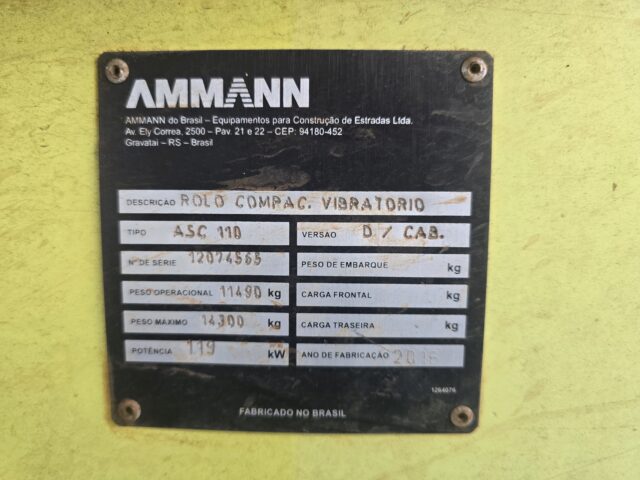 AMMANN
AMMANN do Brasil – Equipamentos para Construção de Estradas Ltda.
Av. Ely Correa, 2500 – Pav. 21 e 22 – CEP: 94180-452
Gravataí – RS – Brasil
DESCRIÇÃO ROLO COMPAC. VIBRATORIO
TIPO ASC 110 VERSÃO D / CAB.
Nº DE SÉRIE 12074565 PESO DE EMBARQUE kg
PESO OPERACIONAL 11490 kg CARGA FRONTAL kg
PESO MÁXIMO 14300 kg CARGA TRASEIRA kg
POTÊNCIA 119 kW ANO DE FABRICAÇÃO
1264076
FABRICADO NO BRASIL